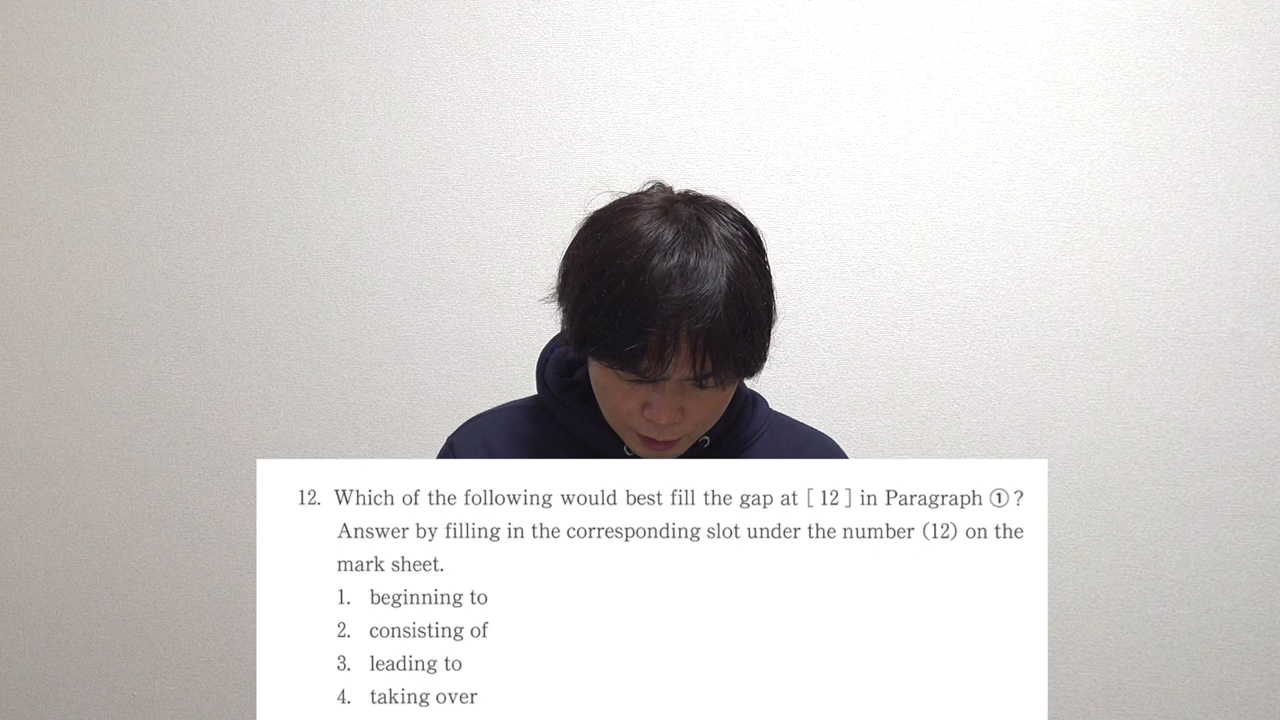 12. Which of the following would best fill the gap at [ 12 ] in Paragraph ①?
Answer by filling in the corresponding slot under the number (12) on the
mark sheet.
1. beginning to
2. consisting of
3. leading to
4. taking over